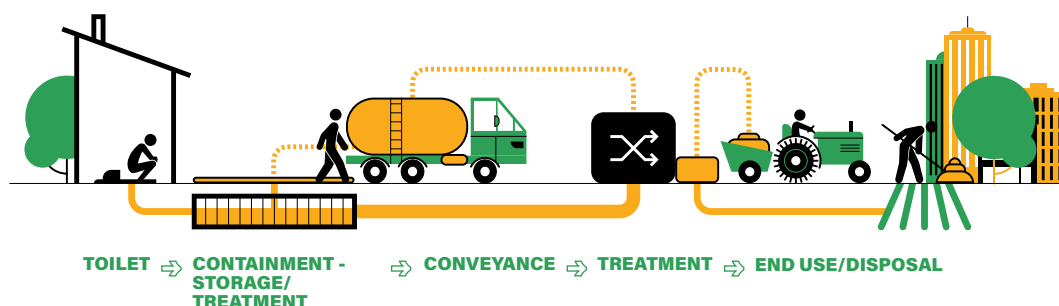 TOILET ⇨ CONTAINMENT - ⇨ CONVEYANCE ⇨ TREATMENT ⇨ END USE/DISPOSAL
STORAGE/
TREATMENT